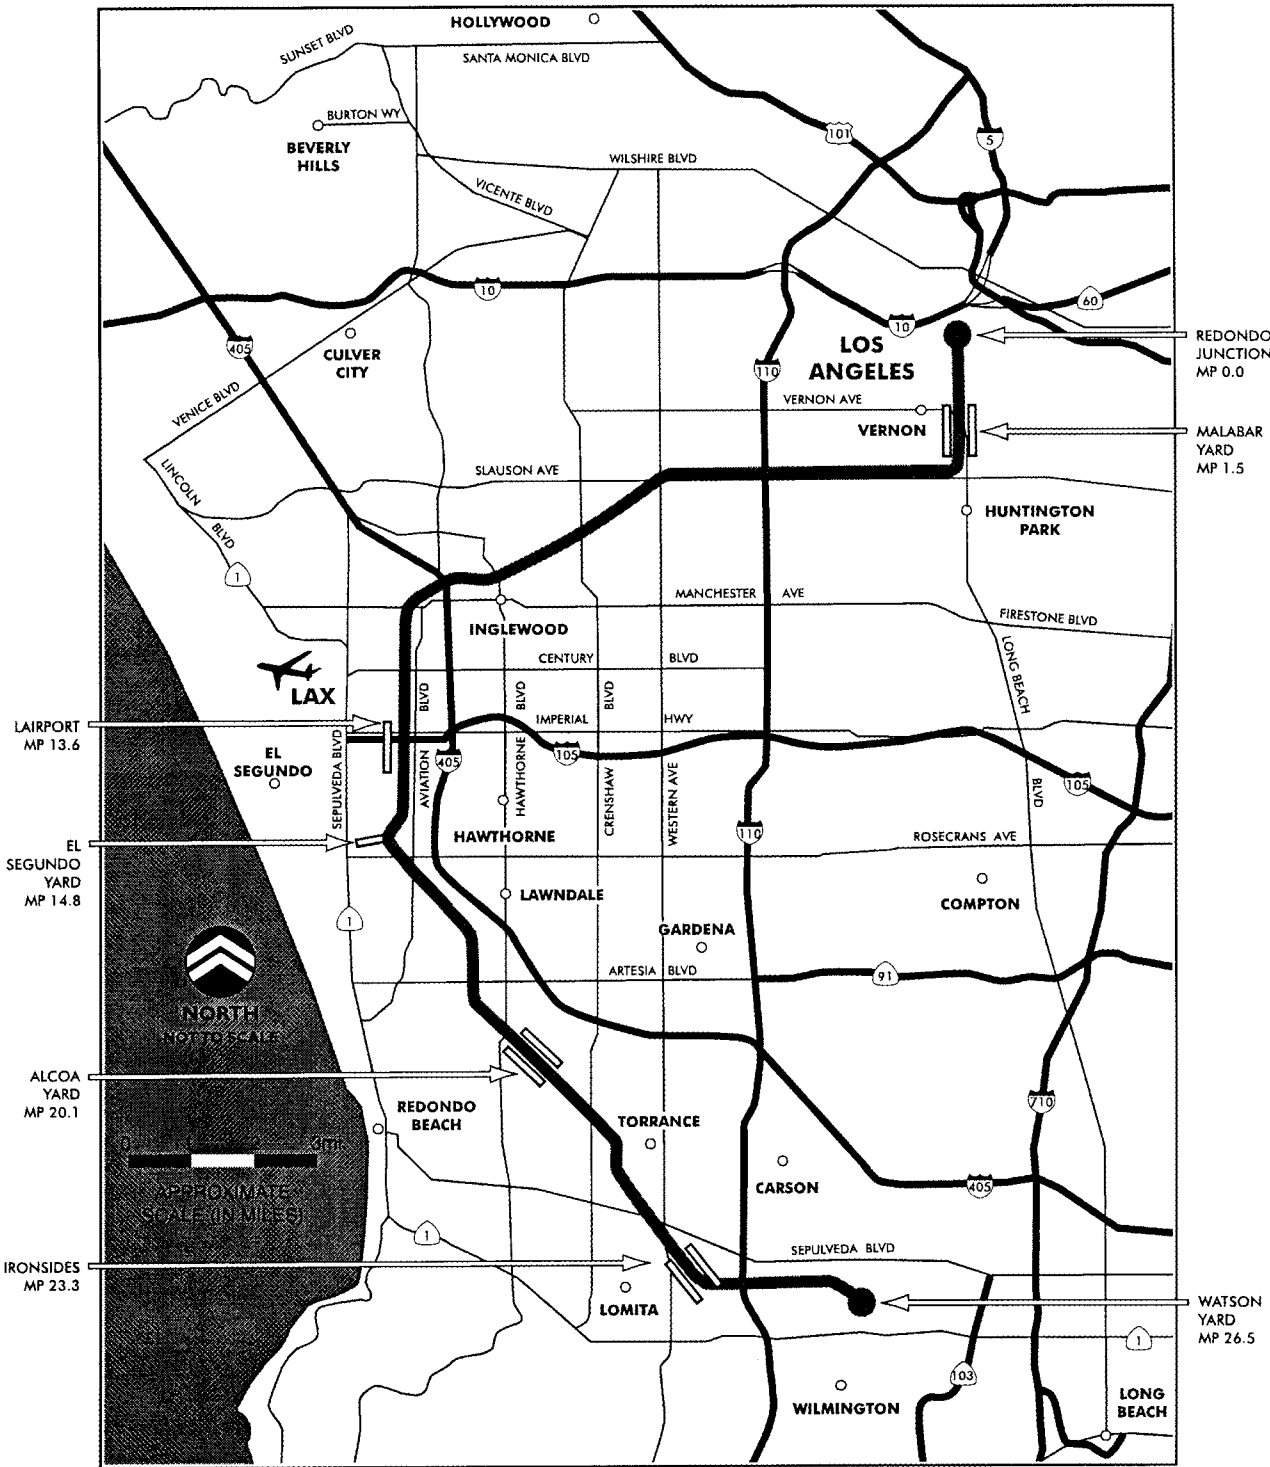 HOLLYWOOD
SUNSET BLVD
SANTA MONICA BLVD
BURTON WY
BEVERLY
HILLS
101
5
WILSHIRE BLVD
VICENTE BLVD
10
60
10
REDONDO
JUNCTION
MP 0.0
405
CULVER
CITY
LOS
ANGELES
110
VENICE BLVD
VERNON AVE
VERNON
MALABAR
YARD
MP 1.5
LINCOLN
BLVD
SLAUSON AVE
HUNTINGTON
PARK
1
MANCHESTER AVE
FIRESTONE BLVD
INGLEWOOD
CENTURY BLVD
LONG BEACH
BLVD
LAX
AVIATION BLVD
HAWTHORNE BLVD
CRENSHAW BLVD
IMPERIAL HWY
LAIRPORT
MP 13.6
EL
SEGUNDO
SEPULVEDA BLVD
405
105
WESTERN AVE
105
110
HAWTHORNE
ROSECRANS AVE
EL
SEGUNDO
YARD
MP 14.8
LAWNDALE
COMPTON
1
GARDENA
ARTESIA BLVD
91
NORTH
NOT TO SCALE
ALCOA
YARD
MP 20.1
REDONDO
BEACH
710
TORRANCE
0 1 2 3mi
APPROXIMATE
SCALE (IN MILES)
CARSON
405
1
SEPULVEDA BLVD
IRONSIDES
MP 23.3
LOMITA
WATSON
YARD
MP 26.5
1
103
WILMINGTON
LONG
BEACH